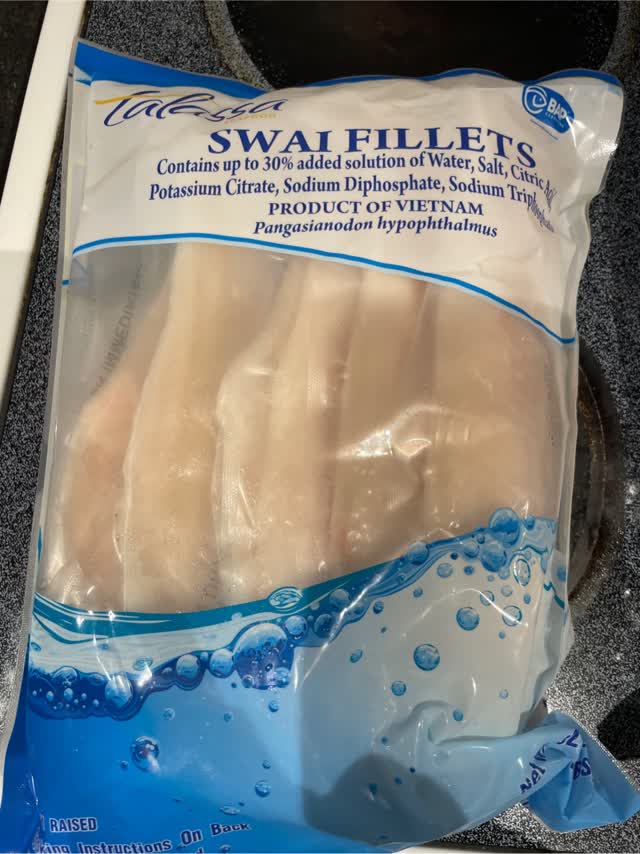 Talassa
BAP
SWAI FILLETS
Contains up to 30% added solution of Water, Salt, Citric
Potassium Citrate, Sodium Diphosphate, Sodium
PRODUCT OF VIETNAM
Pangasianodon hypophthalmus
RAISED
Instructions On Back